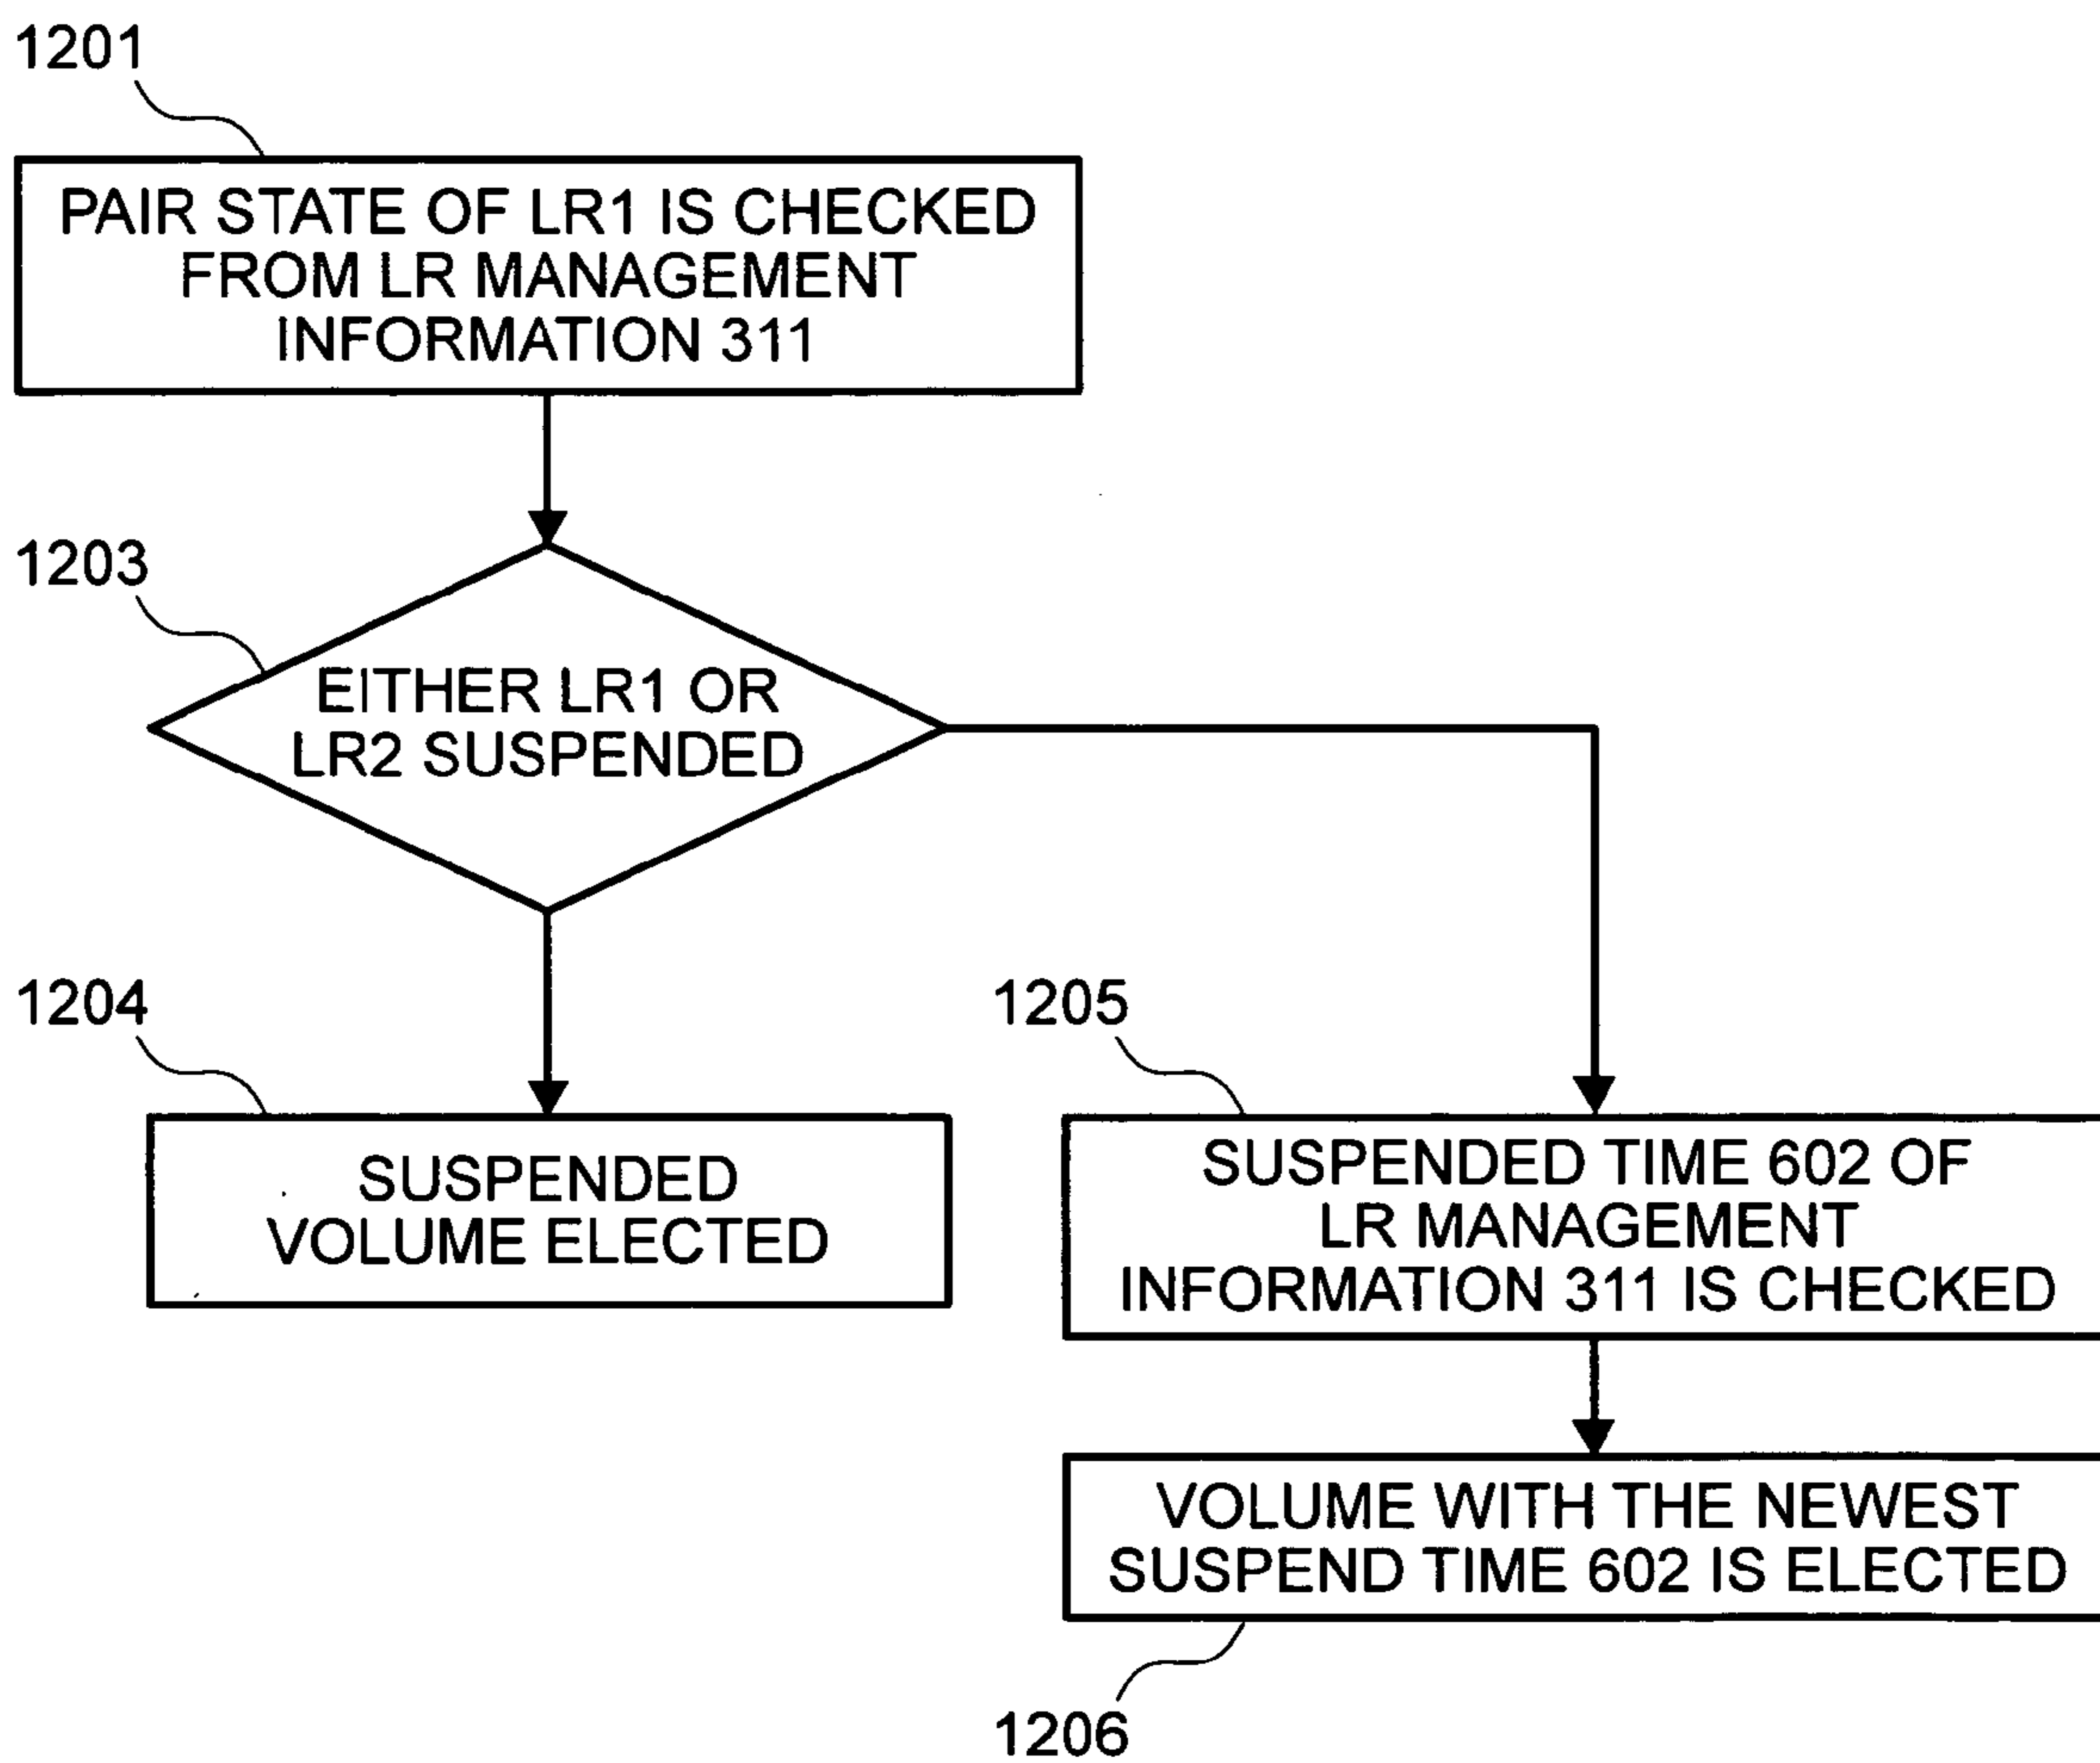 1201
PAIR STATE OF LR1 IS CHECKED
FROM LR MANAGEMENT
INFORMATION 311
1203
EITHER LR1 OR
LR2 SUSPENDED
1204
SUSPENDED
VOLUME ELECTED
1205
SUSPENDED TIME 602 OF
LR MANAGEMENT
INFORMATION 311 IS CHECKED
VOLUME WITH THE NEWEST
SUSPEND TIME 602 IS ELECTED
1206